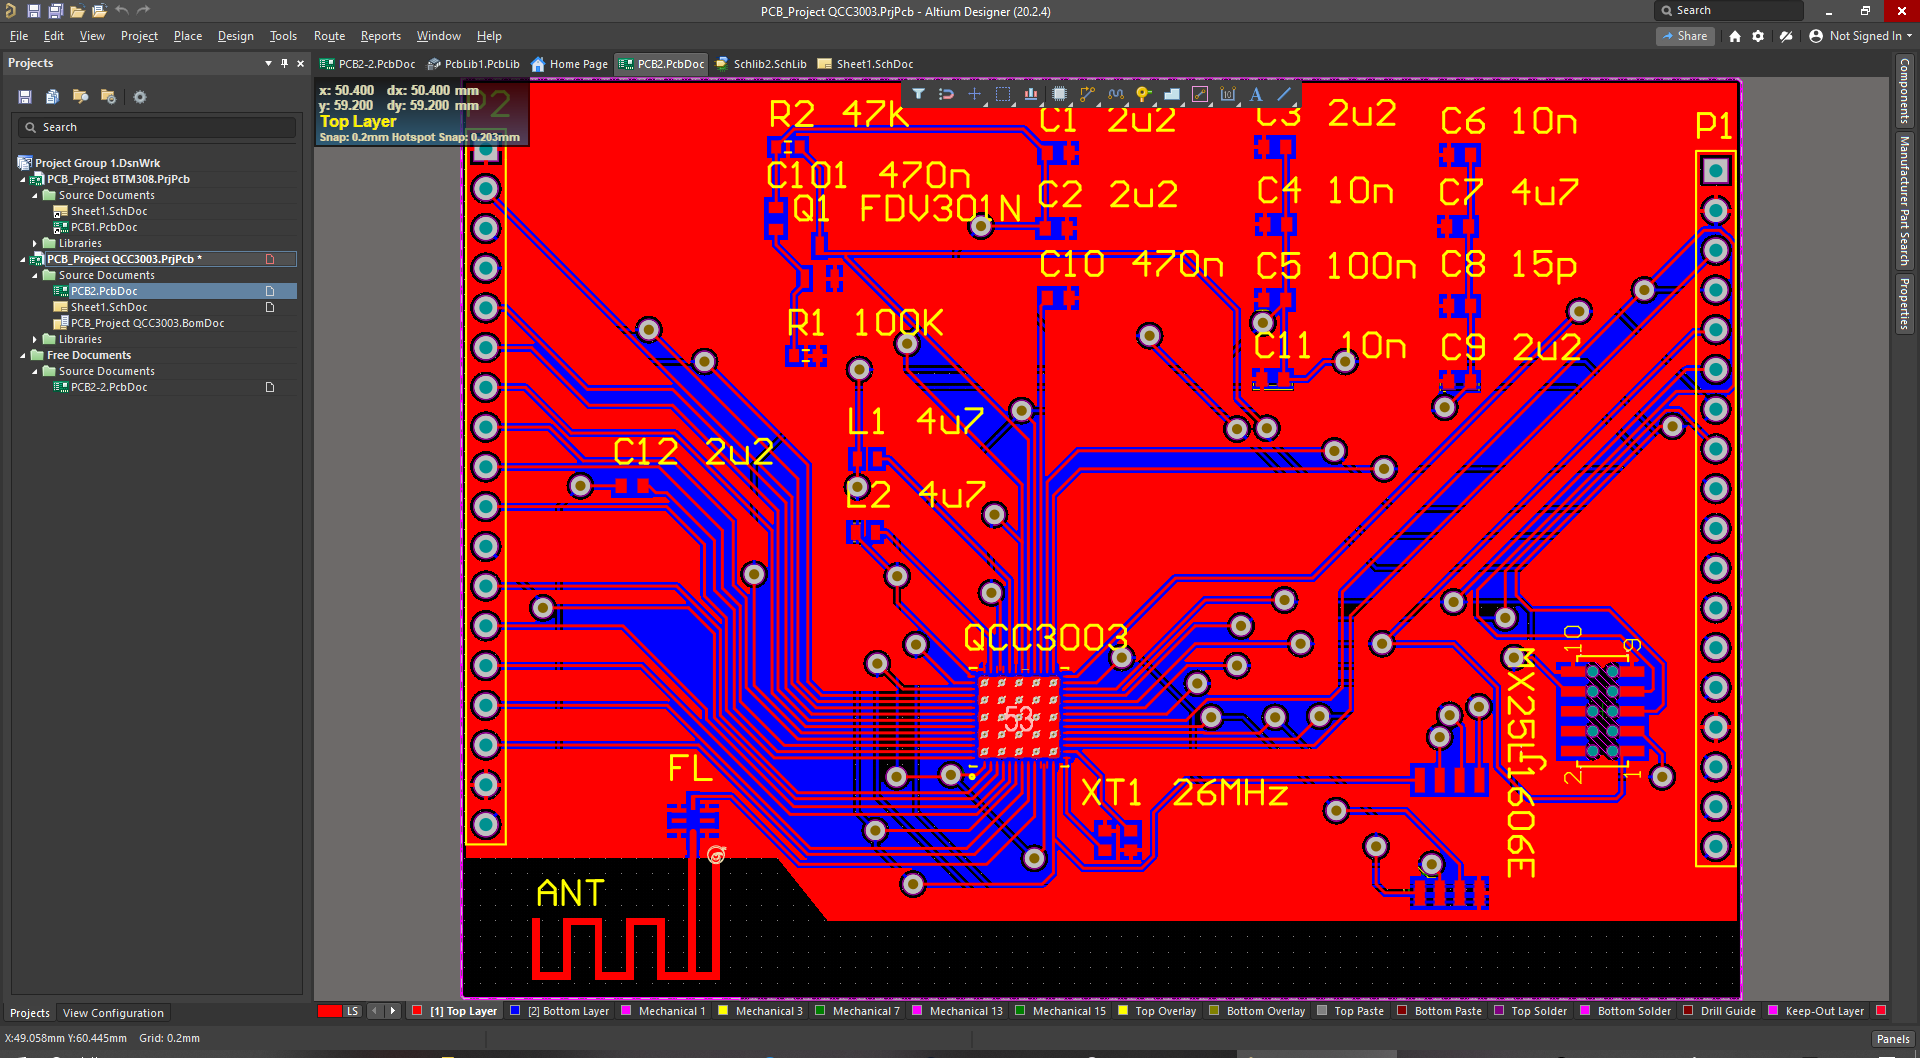 PCB_Project QCC3003.PrjPcb - Altium Designer (20.2.4)
Search
File Edit View Project Place Design Tools Route Reports Window Help
Share
Not Signed In
Projects
PCB2-2.PcbDoc PcbLib1.PcbLib Home Page PCB2.PcbDoc Schlib2.SchLib Sheet1.SchDoc
Search
Project Group 1.DsnWrk
PCB_Project BTM308.PrjPcb
Source Documents
Sheet1.SchDoc
PCB1.PcbDoc
Libraries
PCB_Project QCC3003.PrjPcb *
Source Documents
PCB2.PcbDoc
Sheet1.SchDoc
PCB_Project QCC3003.BomDoc
Libraries
Free Documents
Source Documents
PCB2-2.PcbDoc
x: 50.400 dx: 50.400 mm
y: 59.200 dy: 59.200 mm
Top Layer
Snap: 0.2mm Hotspot Snap: 0.203mm
P2
R2 47K
C1 2u2
C3 2u2
C6 10n
P1
C101 470n
Q1 FDV301N
C2 2u2
C4 10n
C7 4u7
C10 470n
C5 100n
C8 15p
R1 100K
C11 10n
C9 2u2
L1 4u7
C12 2u2
L2 4u7
QCC3003
53
10
9
MX25L1606E
2
1
FL
XT1 26MHz
ANT
Components
Manufacturer Part Search
Properties
Projects View Configuration
LS [1] Top Layer [2] Bottom Layer Mechanical 1 Mechanical 3 Mechanical 7 Mechanical 13 Mechanical 15 Top Overlay Bottom Overlay Top Paste Bottom Paste Top Solder Bottom Solder Drill Guide Keep-Out Layer
X:49.058mm Y:60.445mm Grid: 0.2mm
Panels